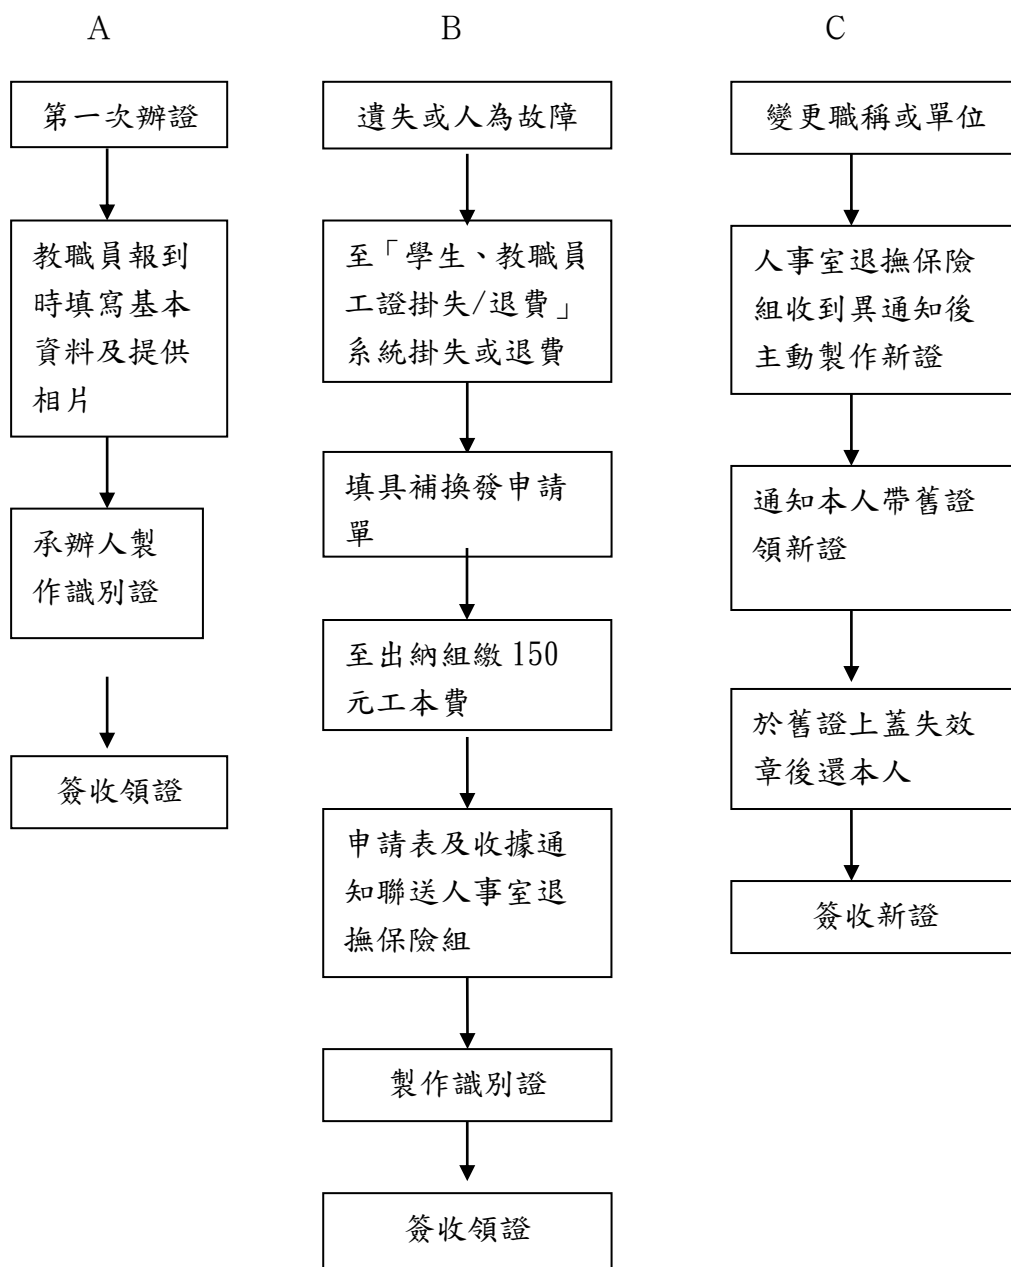 A
B
C
第一次辦證
教職員報到
時填寫基本
資料及提供
相片
承辦人製
作識別證
簽收領證
遺失或人為故障
至「學生、教職員
工證掛失/退費」
系統掛失或退費
填具補換發申請
單
至出納組繳 150
元工本費
申請表及收據通
知聯送人事室退
撫保險組
製作識別證
簽收領證
變更職稱或單位
人事室退撫保險
組收到異通知後
主動製作新證
通知本人帶舊證
領新證
於舊證上蓋失效
章後還本人
簽收新證